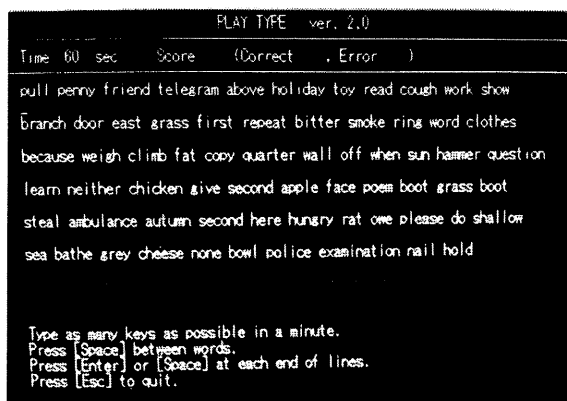 PLAY TYPE ver. 2.0
Time 60 sec Score (Correct , Error )
pull penny friend telegram above holiday toy read cough work show
branch door east grass first repeat bitter smoke ring word clothes
because weigh climb fat copy quarter wall off when sun hammer question
learn neither chicken give second apple face poem boot grass boot
steal ambulance autumn second here hungry rat owe please do shallow
sea bathe grey cheese none bowl police examination nail hold
Type as many keys as possible in a minute.
Press [Space] between words.
Press [Enter] or [Space] at each end of lines.
Press [Esc] to quit.